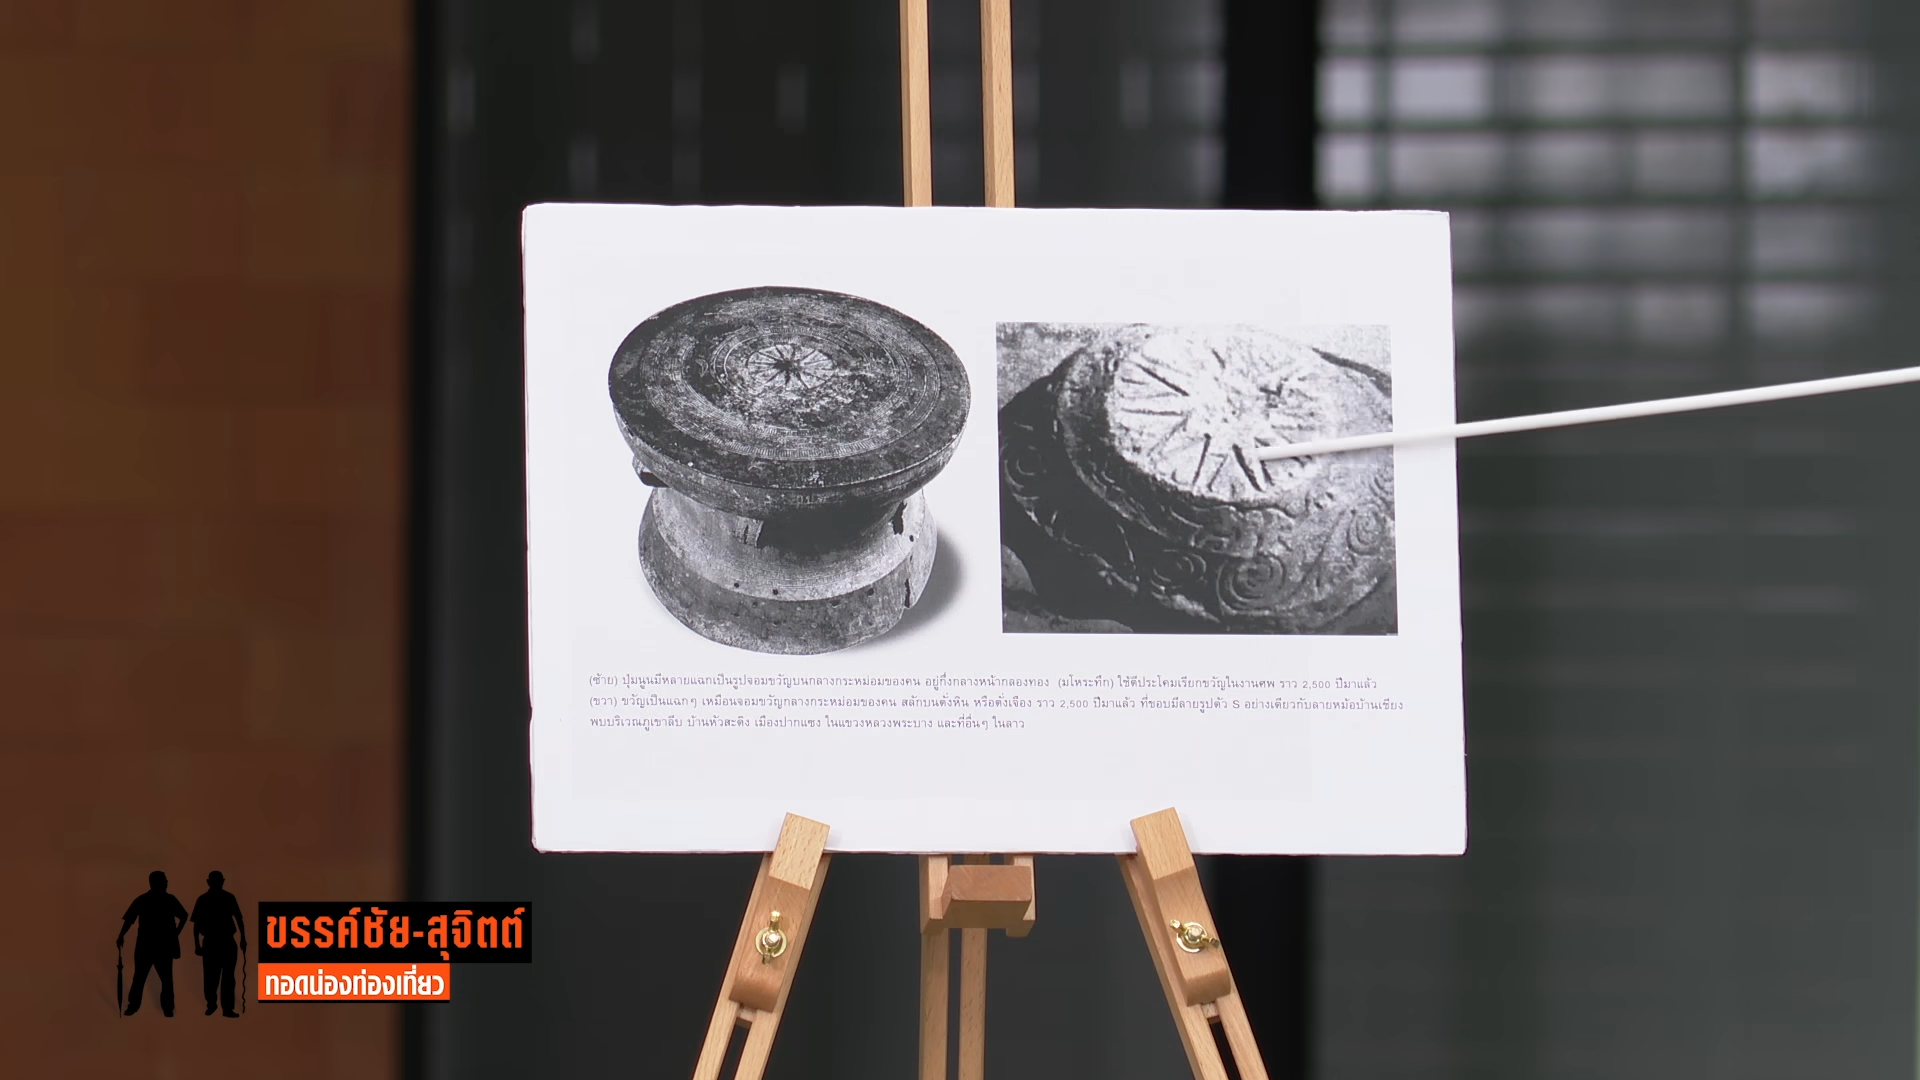 (ซ้าย) ปุ่มนูนมีหลายแฉกเป็นรูปจอมขวัญบนกลางกระหม่อมของคน อยู่กึ่งกลางหน้ากลองทอง (มโหระทึก) ใช้ตีประโคมเรียกขวัญในงานศพ ราว 2,500 ปีมาแล้ว
(ขวา) ขวัญเป็นแฉกๆ เหมือนจอมขวัญกลางกระหม่อมของคน สลักบนตั่งหิน หรือตั่งเจือง ราว 2,500 ปีมาแล้ว ที่ขอบมีลายรูปตัว S อย่างเดียวกับลายหม้อบ้านเชียง
พบบริเวณภูเขาลีบ บ้านหัวสะดิง เมืองปากแซง ในแขวงหลวงพระบาง และที่อื่นๆ ในลาว
ขรรค์ชัย-สุจิตต์
ทอดน่องท่องเที่ยว